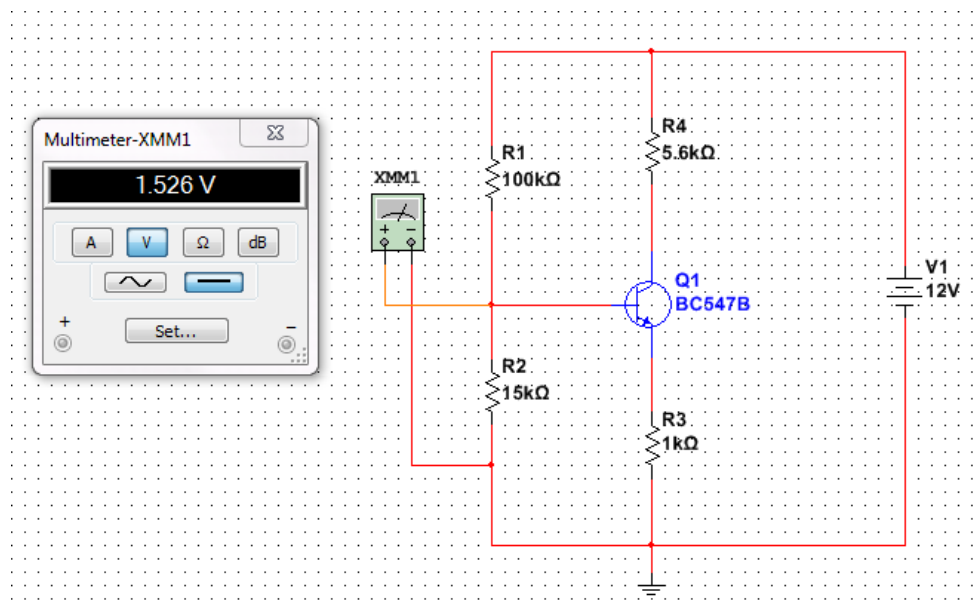 Multimeter-XMM1
1.526 V
A V Ω dB
+ Set... −
XMM1
+ −
R1
100kΩ
R4
5.6kΩ
Q1
BC547B
V1
12V
R2
15kΩ
R3
1kΩ